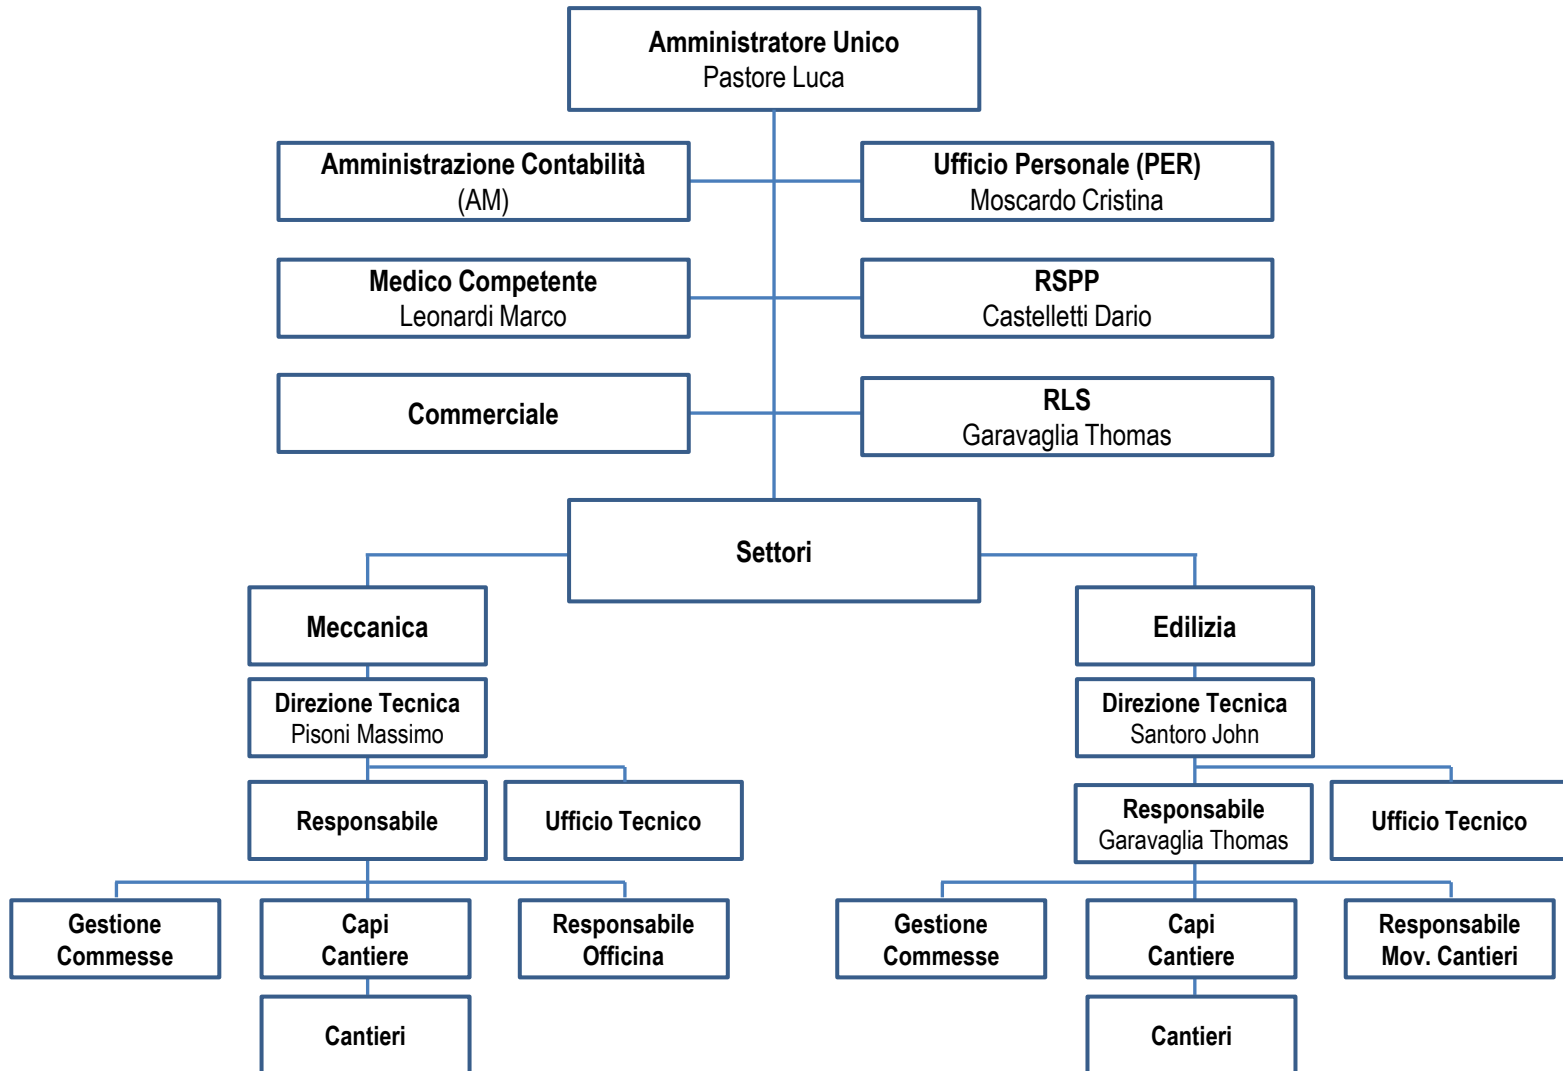 Amministratore Unico
Pastore Luca
Amministrazione Contabilità
(AM)
Ufficio Personale (PER)
Moscardo Cristina
Medico Competente
Leonardi Marco
RSPP
Castelletti Dario
Commerciale
RLS
Garavaglia Thomas
Settori
Meccanica
Edilizia
Direzione Tecnica
Pisoni Massimo
Direzione Tecnica
Santoro John
Responsabile
Ufficio Tecnico
Responsabile
Garavaglia Thomas
Ufficio Tecnico
Gestione
Commesse
Capi
Cantiere
Responsabile
Officina
Gestione
Commesse
Capi
Cantiere
Responsabile
Mov. Cantieri
Cantieri
Cantieri